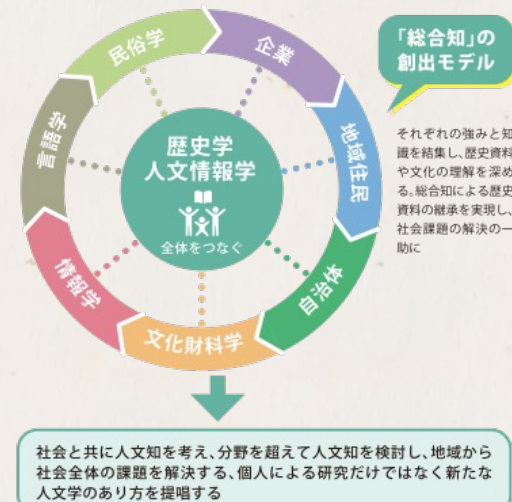 「総合知」の
創出モデル
それぞれの強みと知
識を結集し、歴史資料
や文化の理解を深め
る。総合知による歴史
資料の継承を実現し、
社会課題の解決の一
助に
民俗学
企業
地域住民
自治体
文化財科学
情報学
言語学
歴史学
人文情報学
全体をつなぐ
社会と共に人文知を考え、分野を超えて人文知を検討し、地域から
社会全体の課題を解決する、個人による研究だけではなく新たな
人文学のあり方を提唱する